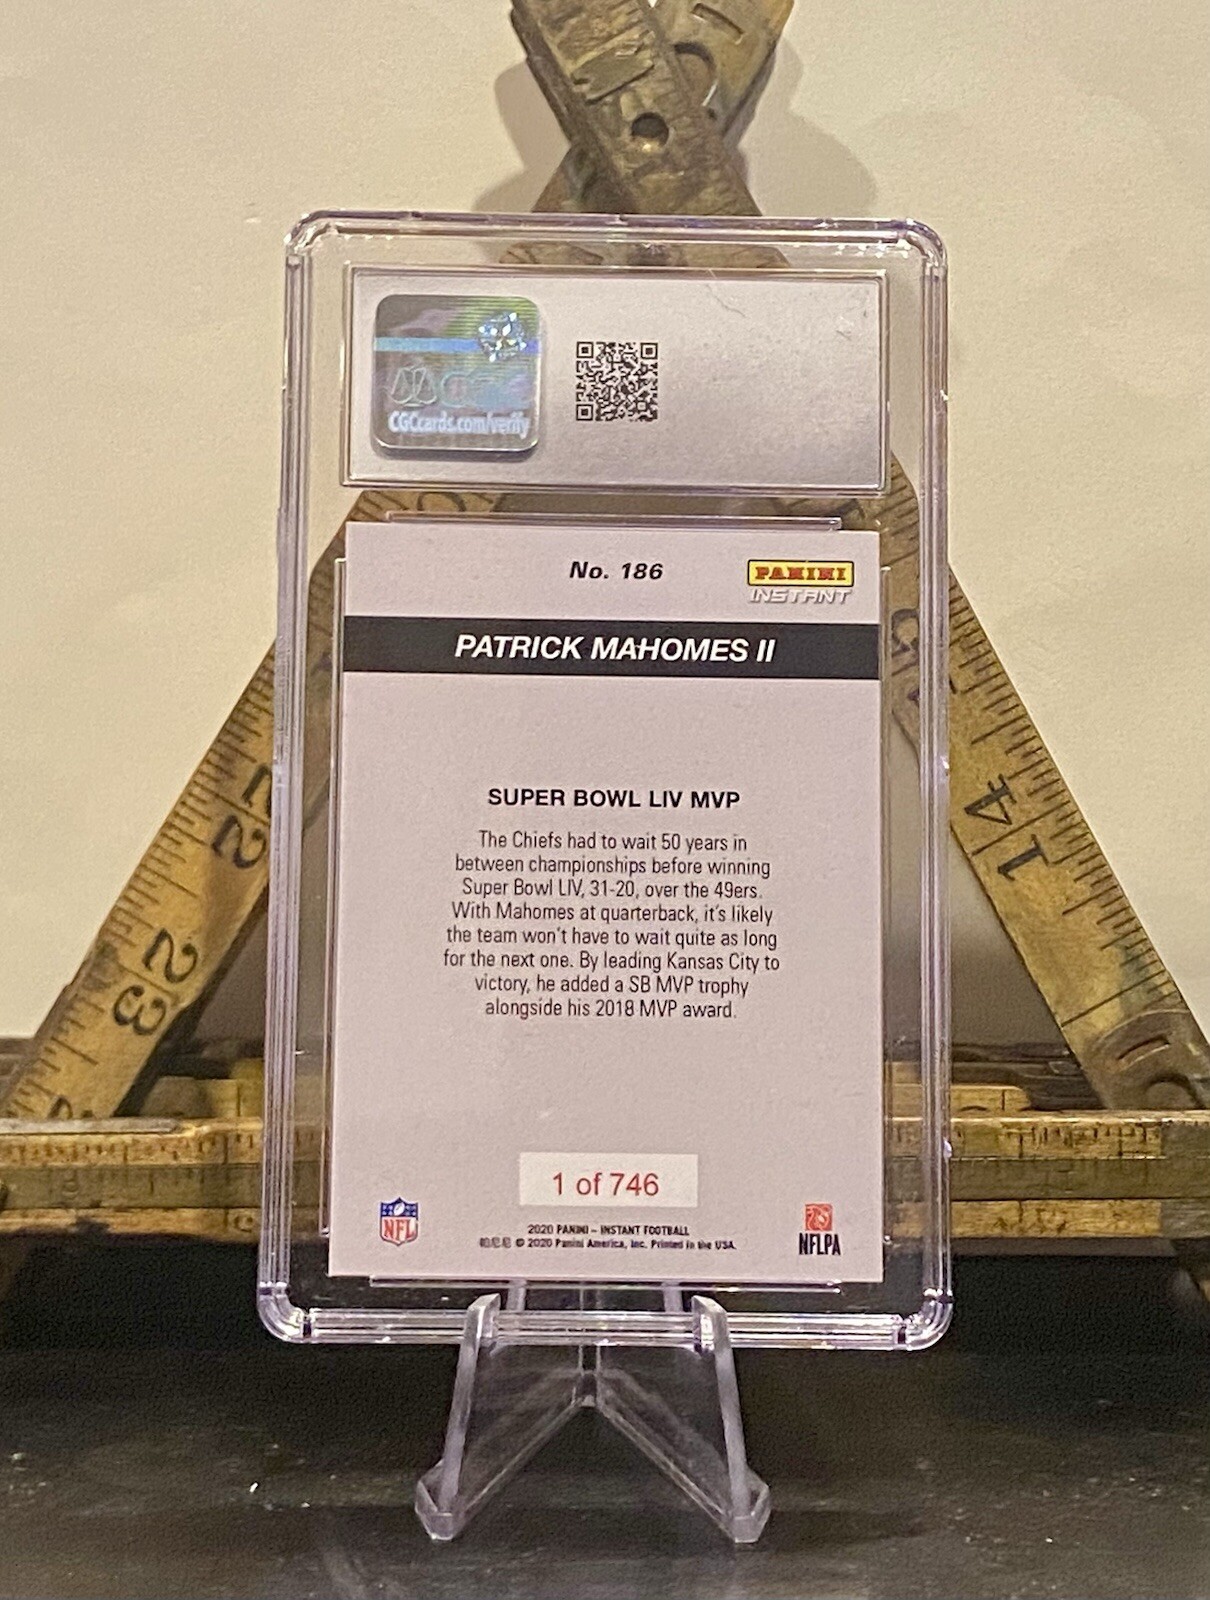 CGCcards.com/verify
No. 186
PANINI
INSTANT
PATRICK MAHOMES II
SUPER BOWL LIV MVP
The Chiefs had to wait 50 years in
between championships before winning
Super Bowl LIV, 31-20, over the 49ers.
With Mahomes at quarterback, it's likely
the team won't have to wait quite as long
for the next one. By leading Kansas City to
victory, he added a SB MVP trophy
alongside his 2018 MVP award.
1 of 746
NFL
2020 PANINI – INSTANT FOOTBALL
© 2020 Panini America, Inc. Printed in the USA.
NFLPA
22
23
14